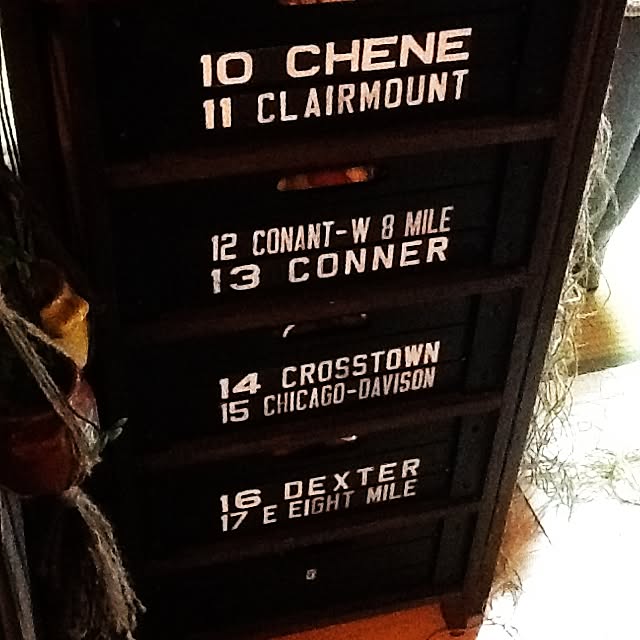 10 CHENE
11 CLAIRMOUNT
12 CONANT-W 8 MILE
13 CONNER
14 CROSSTOWN
15 CHICAGO-DAVISON
16 DEXTER
17 E EIGHT MILE